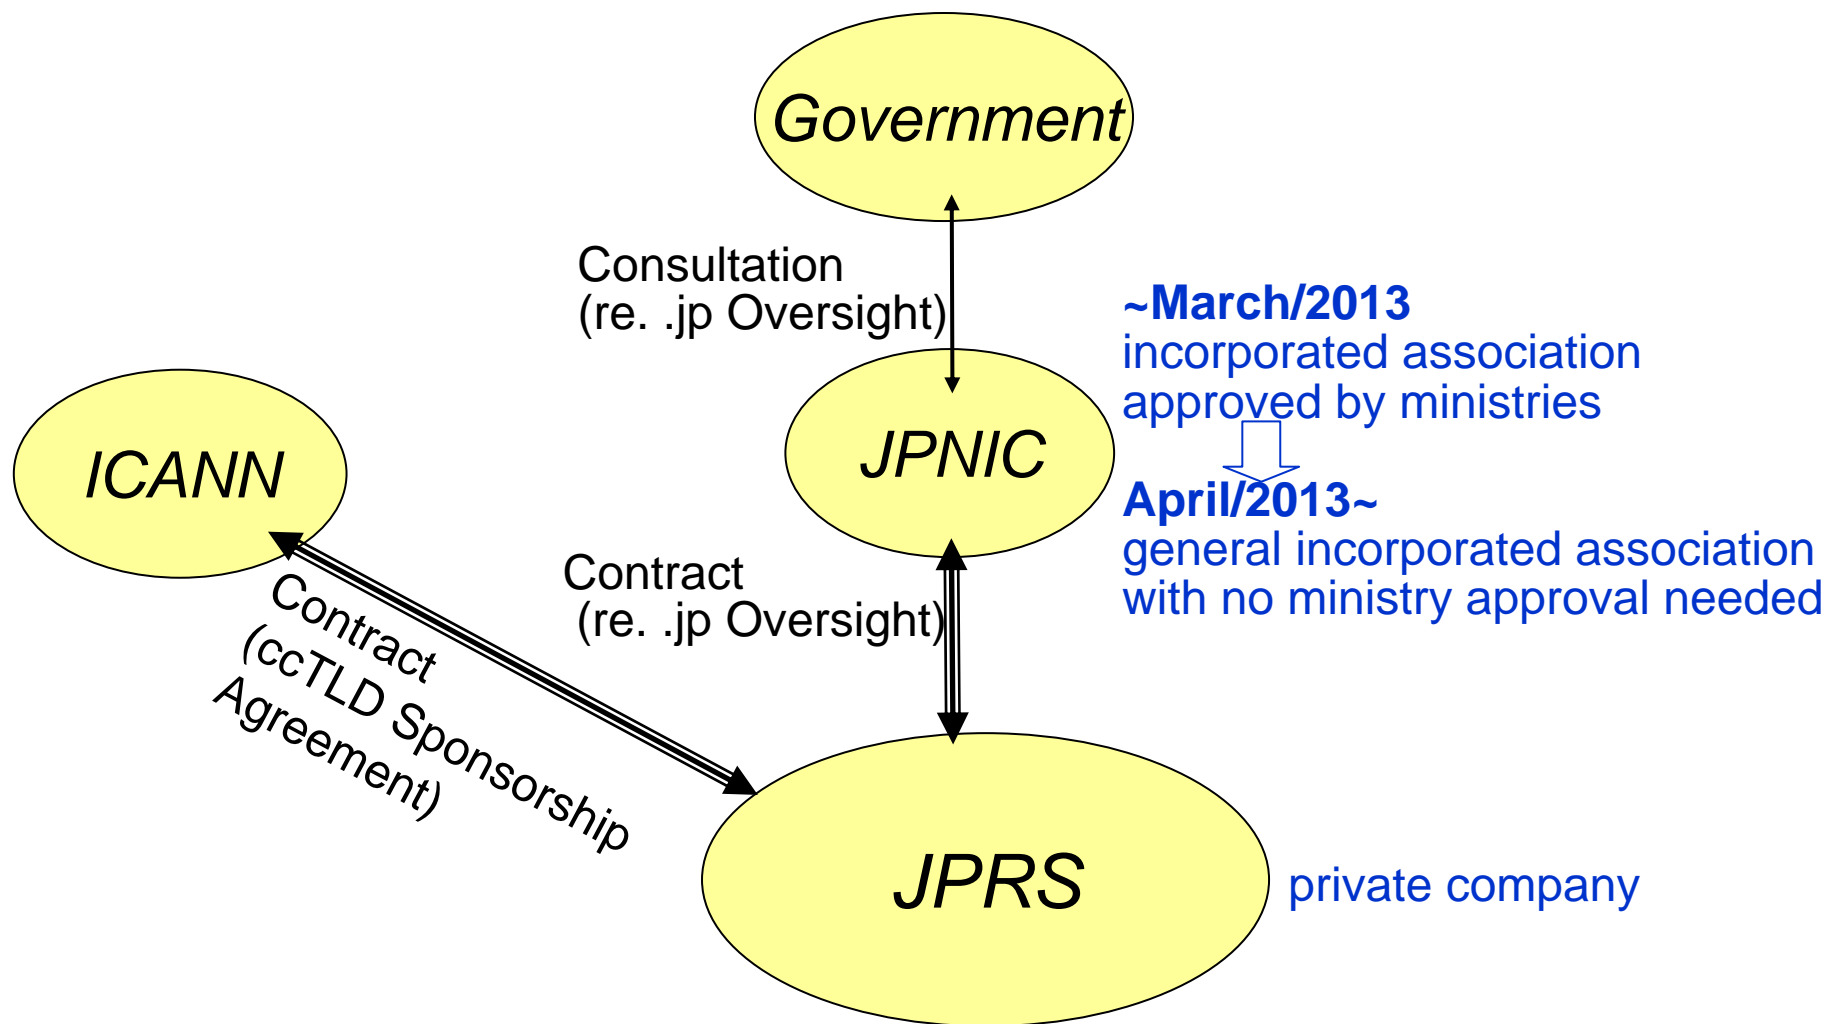 Government
Consultation
(re. .jp Oversight)
~March/2013
incorporated association
approved by ministries
ICANN
JPNIC
April/2013~
general incorporated association
with no ministry approval needed
Contract
(re. .jp Oversight)
Contract
(ccTLD Sponsorship
Agreement)
JPRS
private company